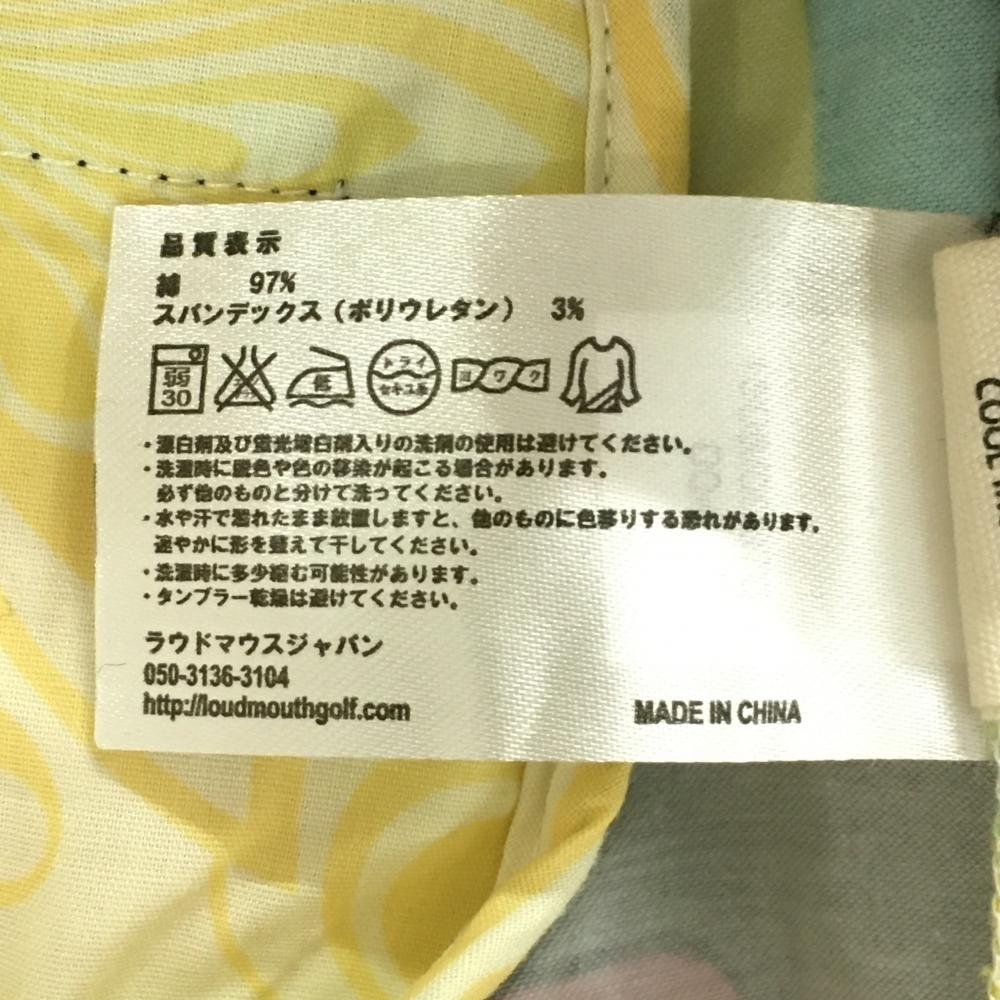 品質表示
綿 97%
スパンデックス（ポリウレタン） 3%
弱 30 低 ドライ セキユ系 ヨワク
・漂白剤及び蛍光増白剤入りの洗剤の使用は避けてください。
・洗濯時に脱色や色の移染が起こる場合があります。
必ず他のものと分けて洗ってください。
・水や汗で濡れたまま放置しますと、他のものに色移りする恐れがあります。
速やかに形を整えて干してください。
・洗濯時に多少縮む可能性があります。
・タンブラー乾燥は避けてください。
ラウドマウスジャパン
050-3136-3104
http://loudmouthgolf.com
MADE IN CHINA